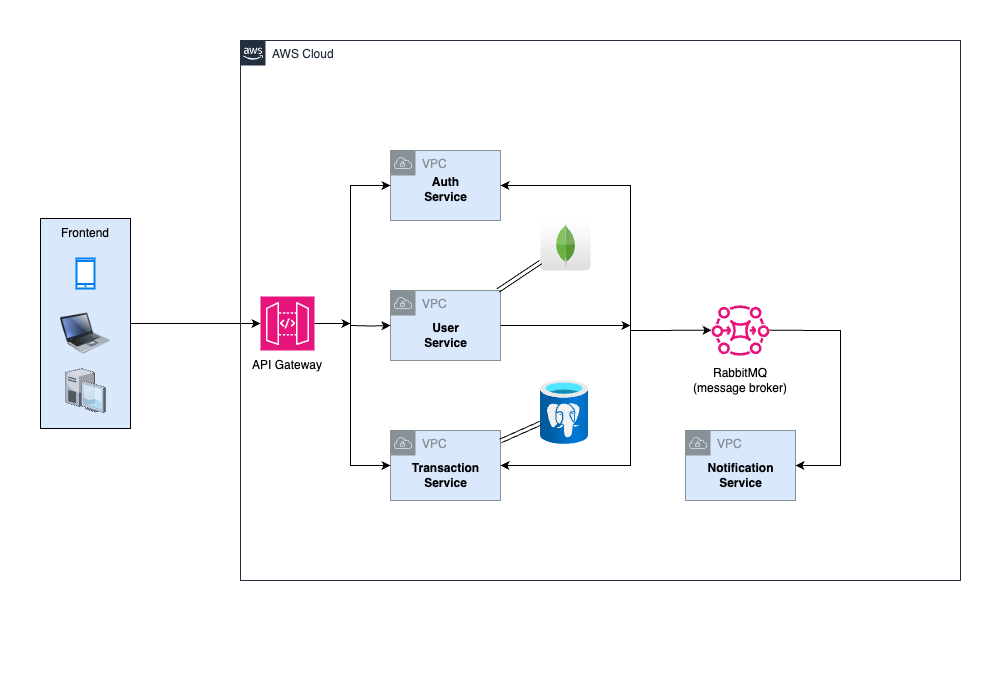 aws
AWS Cloud
VPC
Auth
Service
Frontend
VPC
User
Service
</>
API Gateway
RabbitMQ
(message broker)
VPC
Transaction
Service
VPC
Notification
Service